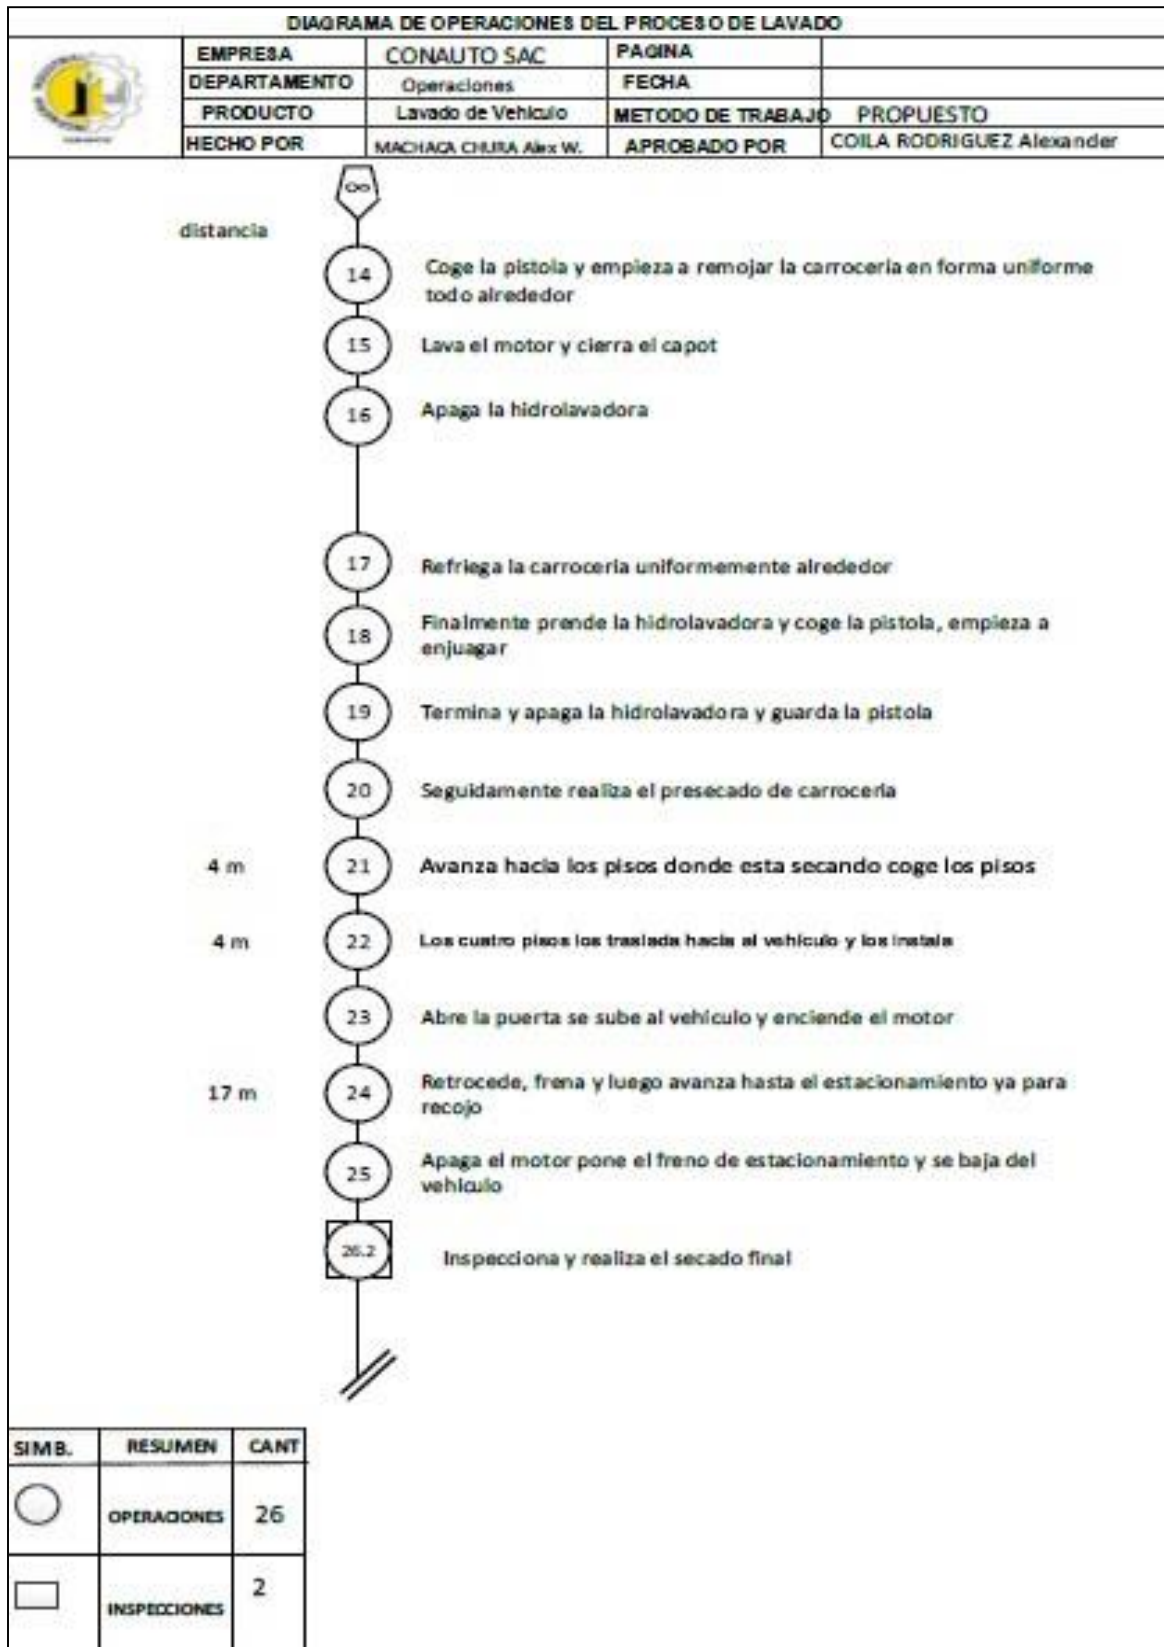 DIAGRAMA DE OPERACIONES DEL PROCESO DE LAVADO
EMPRESA CONAUTO SAC PAGINA
DEPARTAMENTO Operaciones FECHA
PRODUCTO Lavado de Vehiculo METODO DE TRABAJO PROPUESTO
HECHO POR MACHACA CHURA Alex W. APROBADO POR COILA RODRIGUEZ Alexander
distancia
14 Coge la pistola y empieza a remojar la carroceria en forma uniforme
todo alrededor
15 Lava el motor y cierra el capot
16 Apaga la hidrolavadora
17 Refriega la carroceria uniformemente alrededor
18 Finalmente prende la hidrolavadora y coge la pistola, empieza a
enjuagar
19 Termina y apaga la hidrolavadora y guarda la pistola
20 Seguidamente realiza el presecado de carroceria
4 m 21 Avanza hacia los pisos donde esta secando coge los pisos
4 m 22 Los cuatro pisos los traslada hacia al vehículo y los instala
23 Abre la puerta se sube al vehiculo y enciende el motor
17 m 24 Retrocede, frena y luego avanza hasta el estacionamiento ya para
recojo
25 Apaga el motor pone el freno de estacionamiento y se baja del
vehiculo
26.2 Inspecciona y realiza el secado final
SIMB. RESUMEN CANT
OPERACIONES 26
INSPECCIONES 2